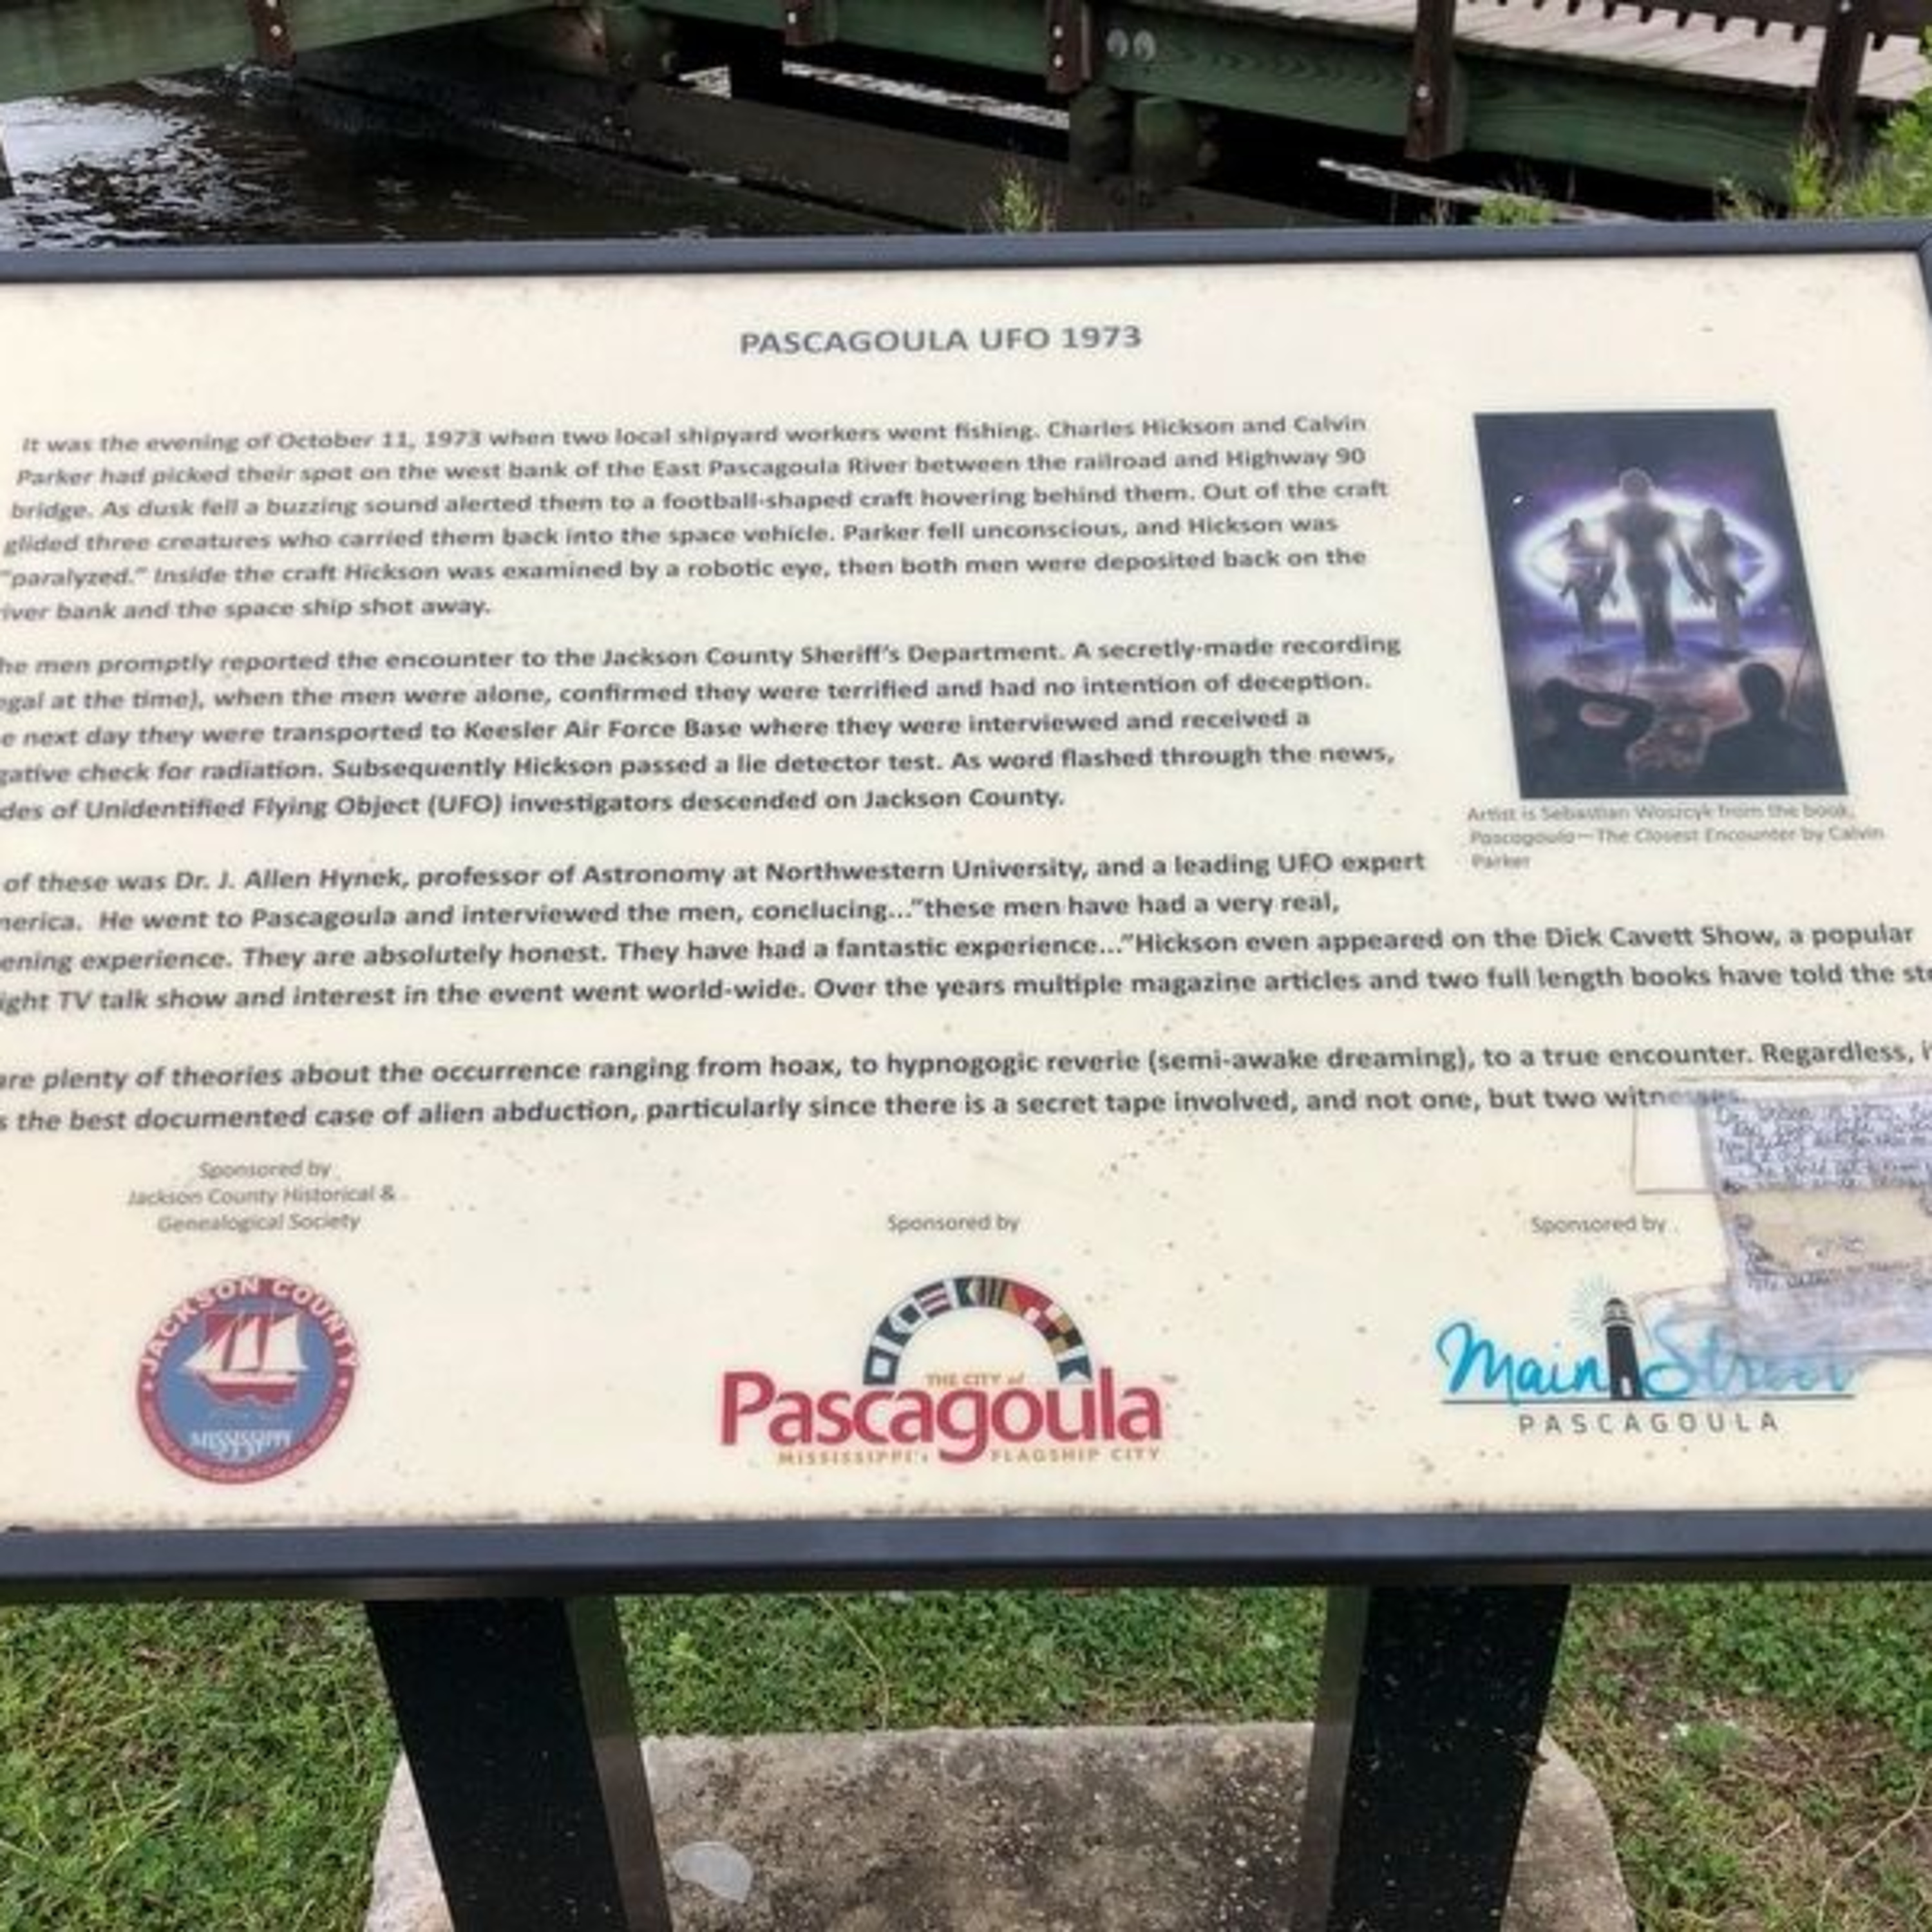 PASCAGOULA UFO 1973
It was the evening of October 11, 1973 when two local shipyard workers went fishing. Charles Hickson and Calvin
Parker had picked their spot on the west bank of the East Pascagoula River between the railroad and Highway 90
bridge. As dusk fell a buzzing sound alerted them to a football-shaped craft hovering behind them. Out of the craft
glided three creatures who carried them back into the space vehicle. Parker fell unconscious, and Hickson was
"paralyzed." Inside the craft Hickson was examined by a robotic eye, then both men were deposited back on the
iver bank and the space ship shot away.
he men promptly reported the encounter to the Jackson County Sheriff's Department. A secretly-made recording
egal at the time), when the men were alone, confirmed they were terrified and had no intention of deception.
e next day they were transported to Keesler Air Force Base where they were interviewed and received a
gative check for radiation. Subsequently Hickson passed a lie detector test. As word flashed through the news,
des of Unidentified Flying Object (UFO) investigators descended on Jackson County.
of these was Dr. J. Allen Hynek, professor of Astronomy at Northwestern University, and a leading UFO expert
merica. He went to Pascagoula and interviewed the men, conclucing..."these men have had a very real,
ening experience. They are absolutely honest. They have had a fantastic experience..."Hickson even appeared on the Dick Cavett Show, a popular
ight TV talk show and interest in the event went world-wide. Over the years multiple magazine articles and two full length books have told the st
are plenty of theories about the occurrence ranging from hoax, to hypnogogic reverie (semi-awake dreaming), to a true encounter. Regardless, i
s the best documented case of alien abduction, particularly since there is a secret tape involved, and not one, but two witnesses.
Artist is Sebastian Woszcyk from the book,
Pascagoula—The Closest Encounter by Calvin
Parker
Sponsored by
Jackson County Historical &
Genealogical Society
JACKSON COUNTY
MISSISSIPPI
Sponsored by
THE CITY of
Pascagoula
MISSISSIPPI's FLAGSHIP CITY
Sponsored by
Main Street
PASCAGOULA